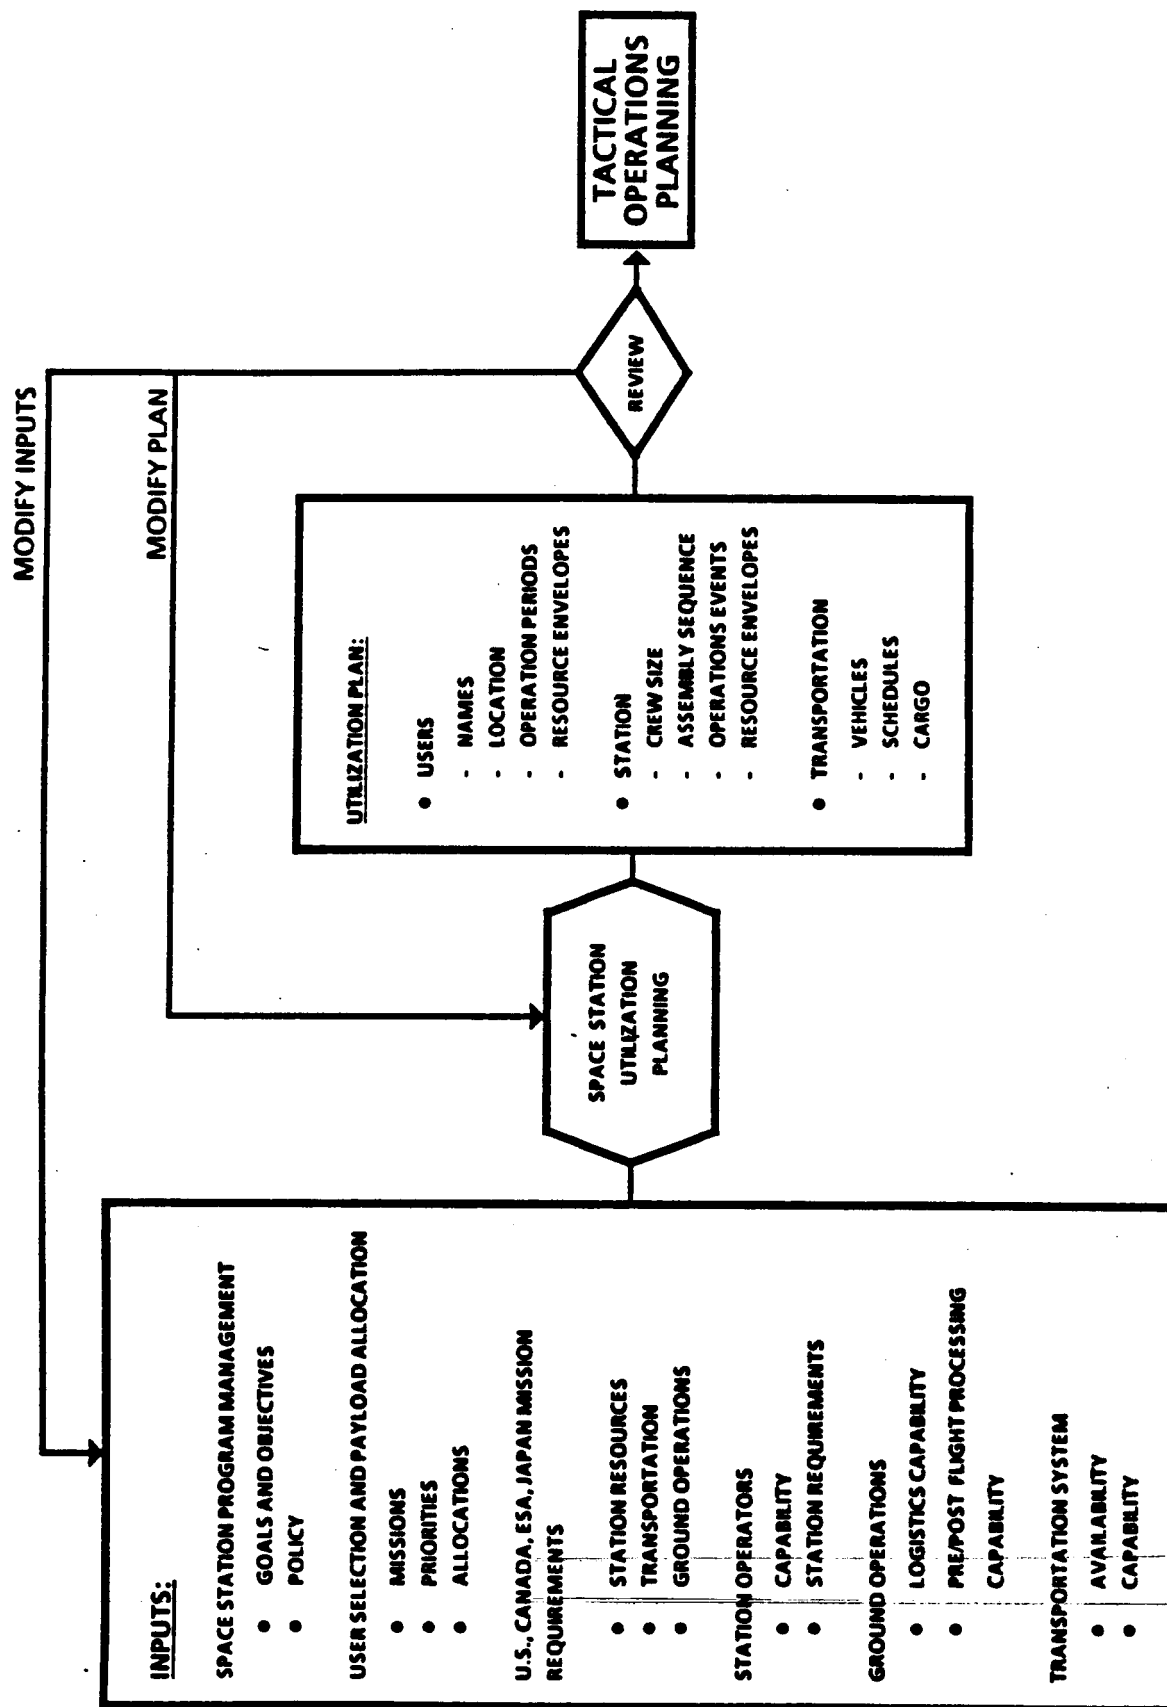 MODIFY INPUTS
MODIFY PLAN
INPUTS:
SPACE STATION PROGRAM MANAGEMENT
● GOALS AND OBJECTIVES
● POLICY
USER SELECTION AND PAYLOAD ALLOCATION
● MISSIONS
● PRIORITIES
● ALLOCATIONS
U.S., CANADA, ESA, JAPAN MISSION
REQUIREMENTS
● STATION RESOURCES
● TRANSPORTATION
● GROUND OPERATIONS
STATION OPERATORS
● CAPABILITY
● STATION REQUIREMENTS
GROUND OPERATIONS
● LOGISTICS CAPABILITY
● PRE/POST FLIGHT PROCESSING
CAPABILITY
TRANSPORTATION SYSTEM
● AVAILABILITY
● CAPABILITY
SPACE STATION
UTILIZATION
PLANNING
UTILIZATION PLAN:
● USERS
- NAMES
- LOCATION
- OPERATION PERIODS
- RESOURCE ENVELOPES
● STATION
- CREW SIZE
- ASSEMBLY SEQUENCE
- OPERATIONS EVENTS
- RESOURCE ENVELOPES
● TRANSPORTATION
- VEHICLES
- SCHEDULES
- CARGO
REVIEW
TACTICAL
OPERATIONS
PLANNING